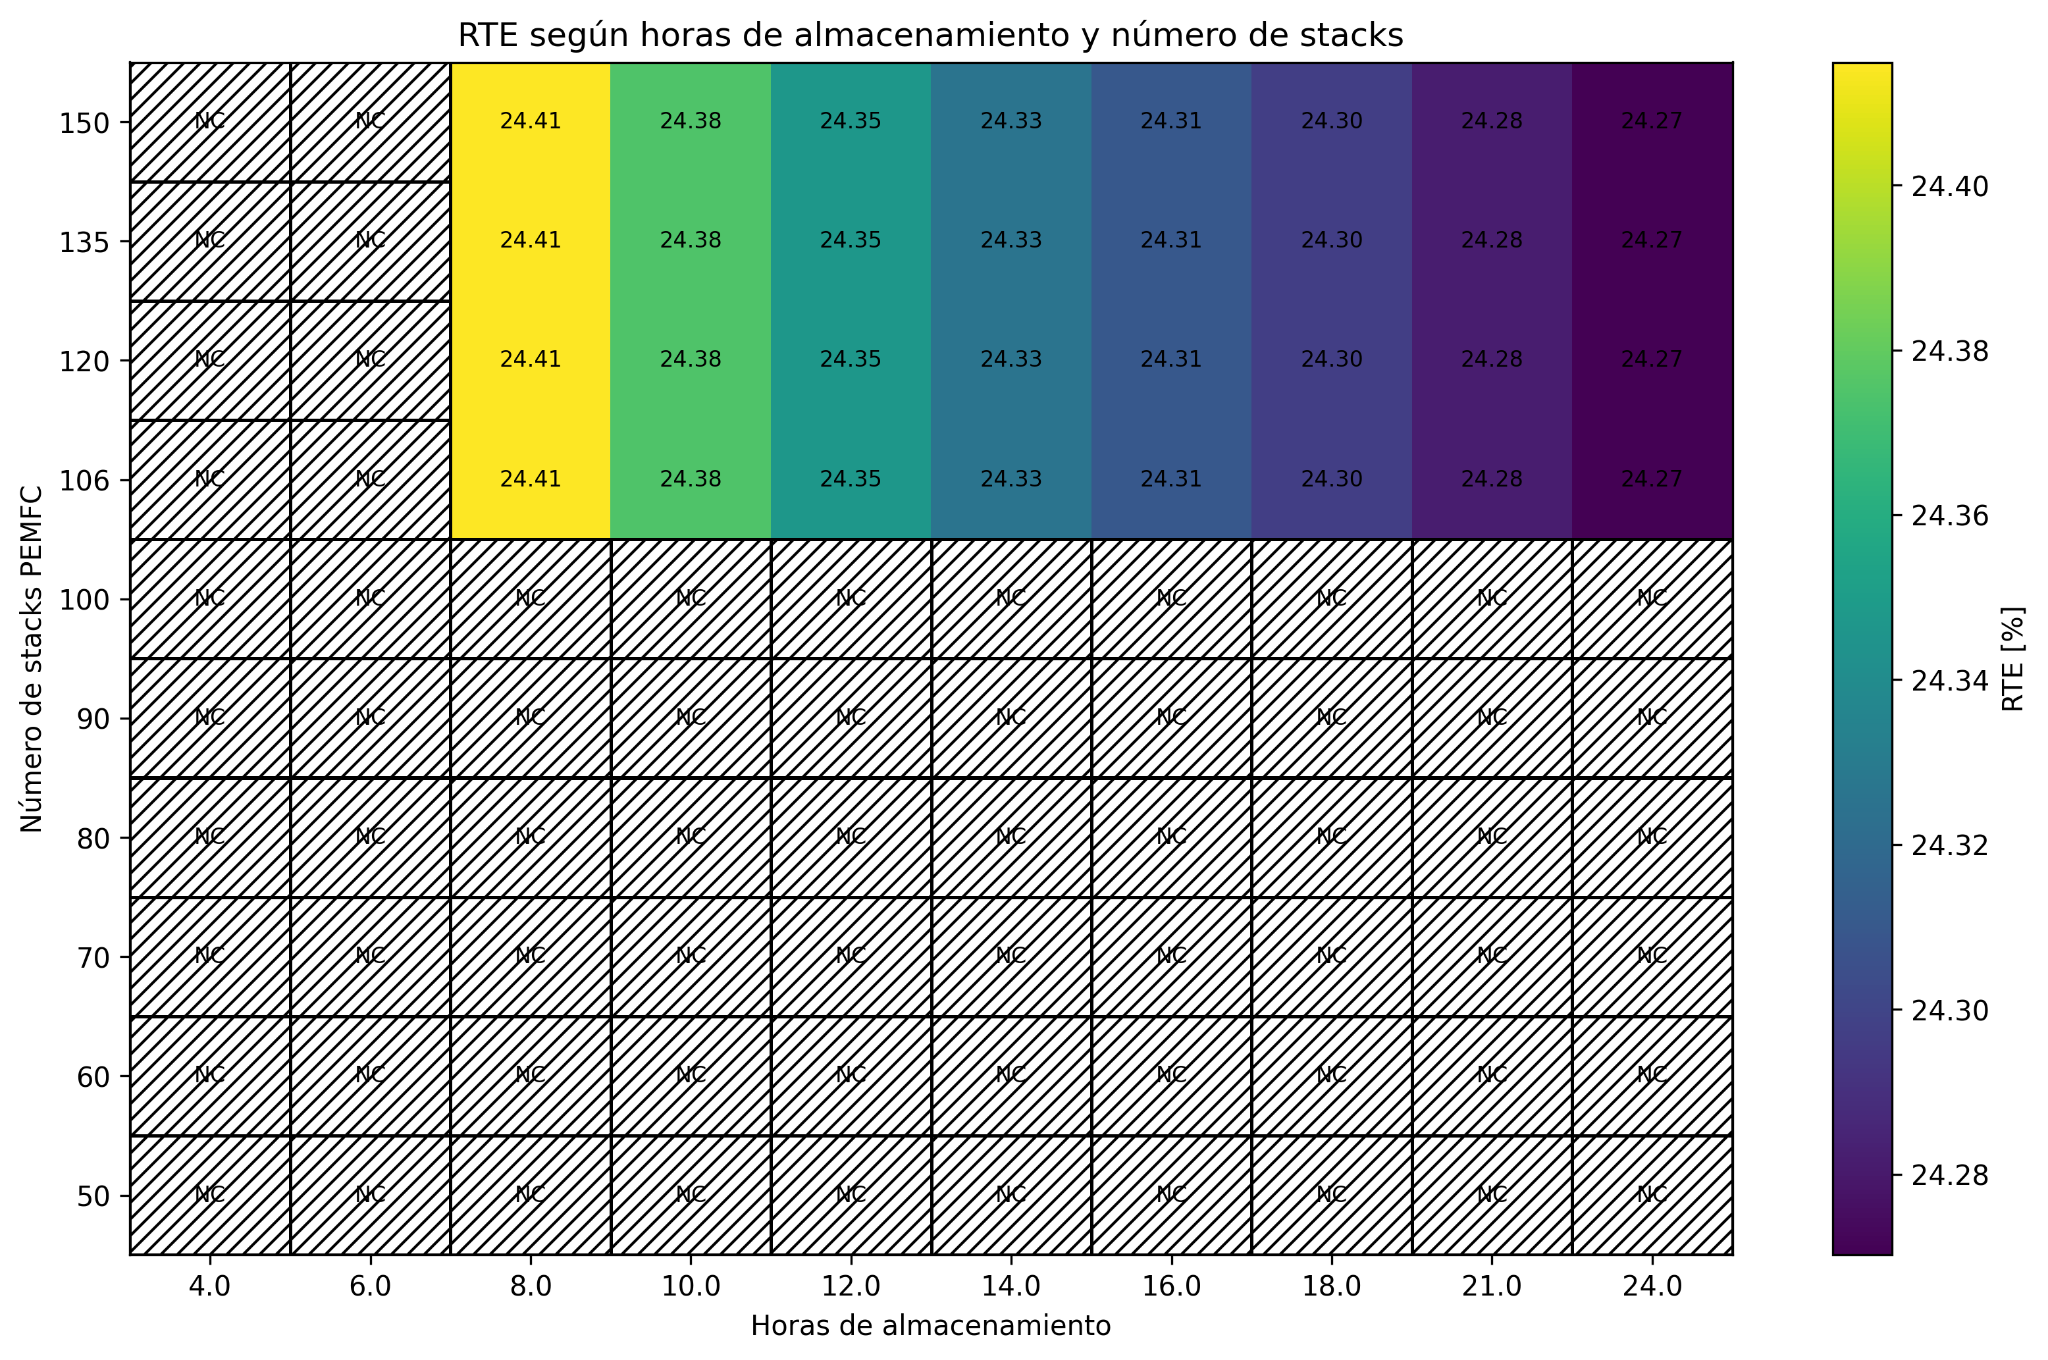 RTE según horas de almacenamiento y número de stacks
Número de stacks PEMFC
150 NC NC 24.41 24.38 24.35 24.33 24.31 24.30 24.28 24.27
135 NC NC 24.41 24.38 24.35 24.33 24.31 24.30 24.28 24.27
120 NC NC 24.41 24.38 24.35 24.33 24.31 24.30 24.28 24.27
106 NC NC 24.41 24.38 24.35 24.33 24.31 24.30 24.28 24.27
100 NC NC NC NC NC NC NC NC NC NC
90 NC NC NC NC NC NC NC NC NC NC
80 NC NC NC NC NC NC NC NC NC NC
70 NC NC NC NC NC NC NC NC NC NC
60 NC NC NC NC NC NC NC NC NC NC
50 NC NC NC NC NC NC NC NC NC NC
4.0 6.0 8.0 10.0 12.0 14.0 16.0 18.0 21.0 24.0
Horas de almacenamiento
24.40
24.38
24.36
24.34
24.32
24.30
24.28
RTE [%]